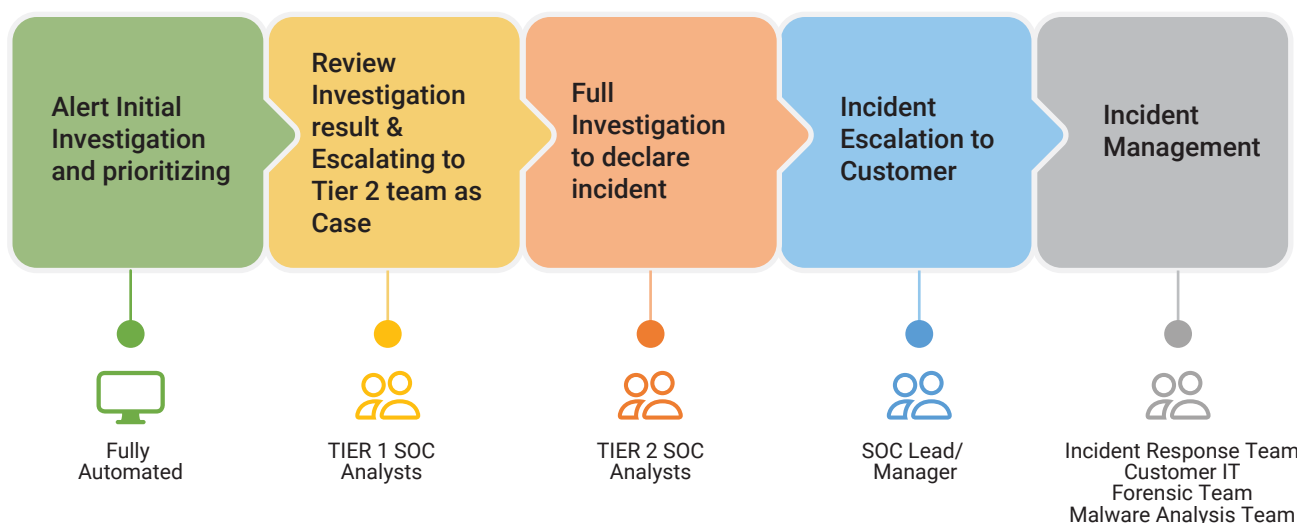 Alert Initial
Investigation
and prioritizing
Review
Investigation
result &
Escalating to
Tier 2 team as
Case
Full
Investigation
to declare
incident
Incident
Escalation to
Customer
Incident
Management
Fully
Automated
TIER 1 SOC
Analysts
TIER 2 SOC
Analysts
SOC Lead/
Manager
Incident Response Team
Customer IT
Forensic Team
Malware Analysis Team